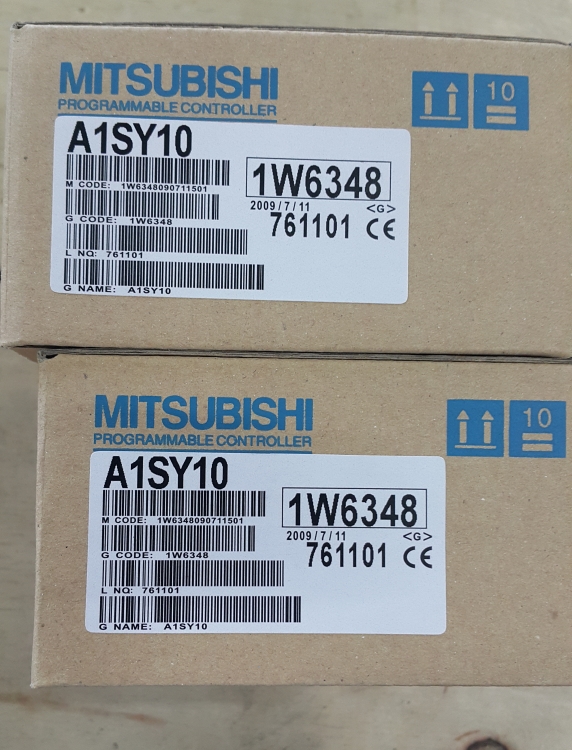 MITSUBISHI
PROGRAMMABLE CONTROLLER
10
A1SY10
M CODE: 1W6348090711501
1W6348
G CODE: 1W6348
2009/7/11 <G>
761101 CE
L NO: 761101
G NAME: A1SY10
MITSUBISHI
PROGRAMMABLE CONTROLLER
10
A1SY10
M CODE: 1W6348090711501
1W6348
G CODE: 1W6348
2009/7/11 <G>
761101 CE
L NO: 761101
G NAME: A1SY10